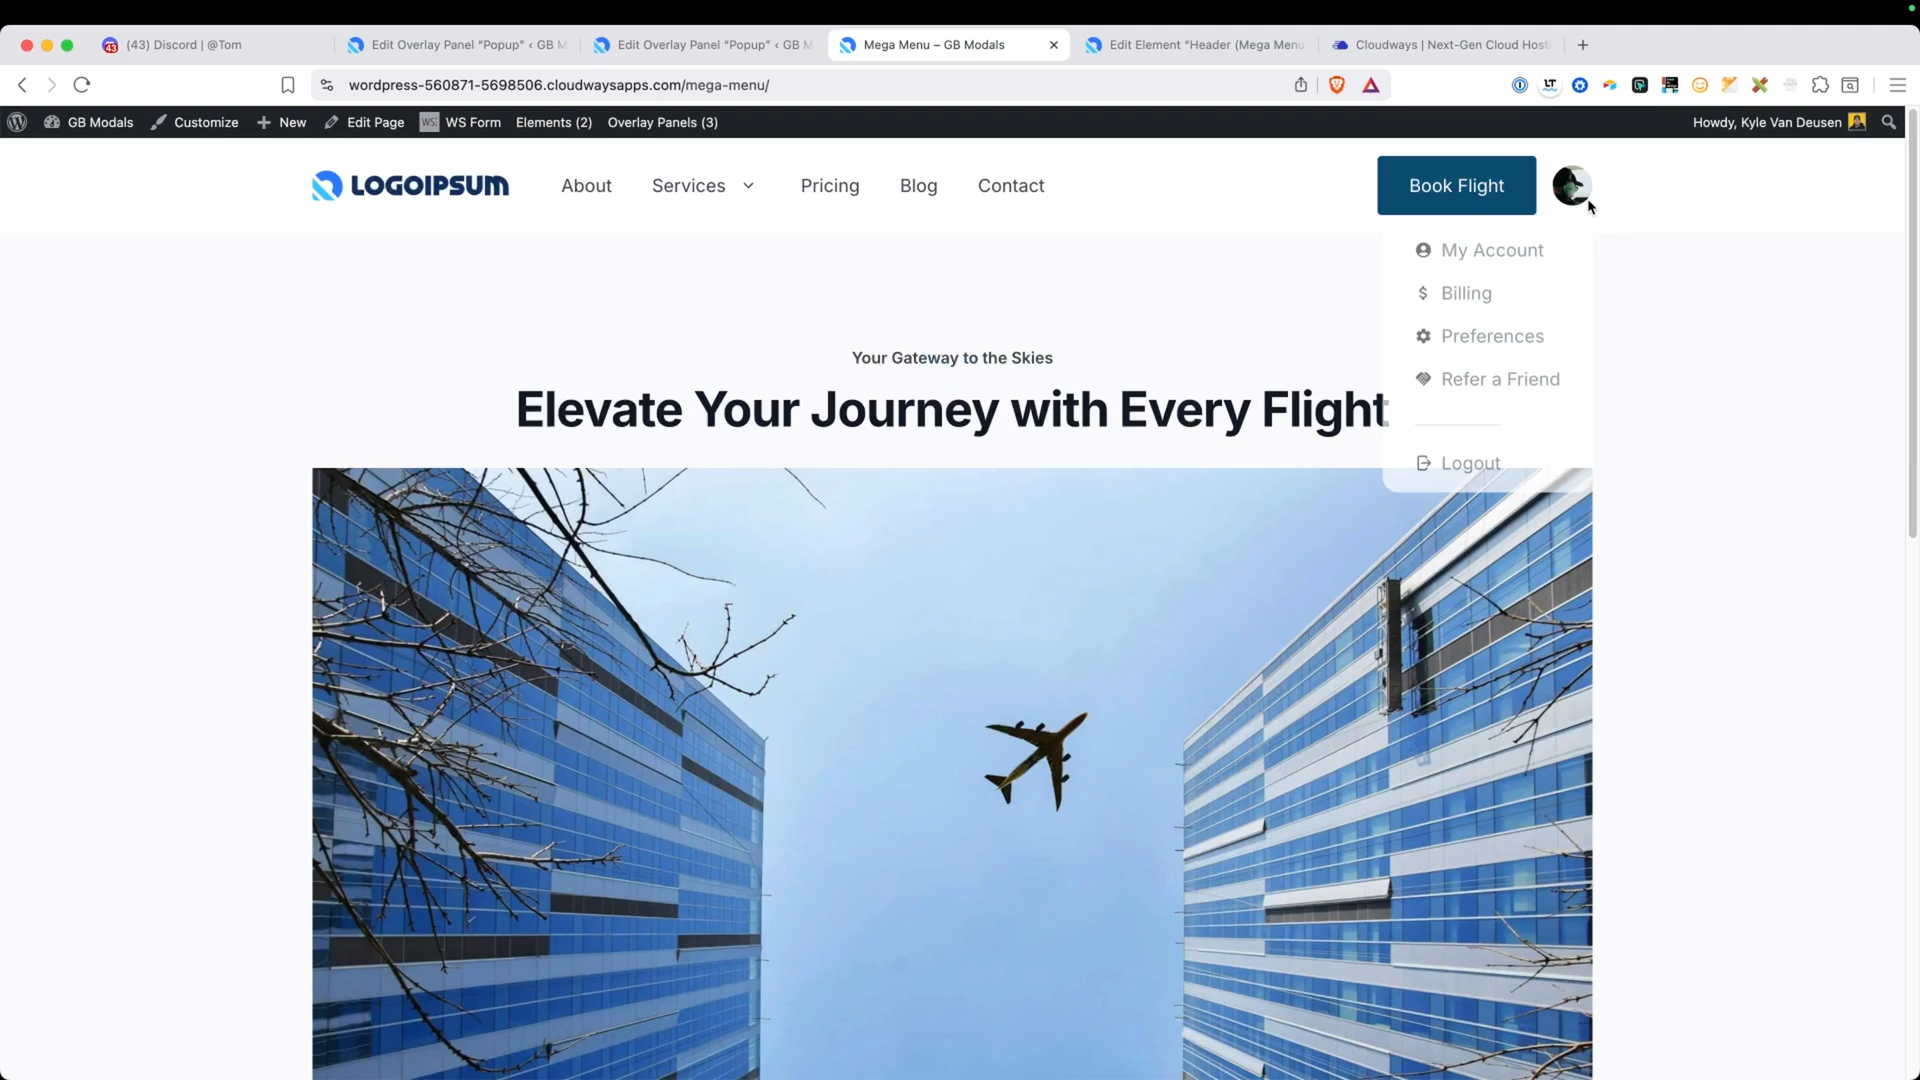 43 (43) Discord | @Tom
Edit Overlay Panel “Popup” ‹ GB M
Edit Overlay Panel “Popup” ‹ GB M
Mega Menu – GB Modals
Edit Element “Header (Mega Menu
Cloudways | Next-Gen Cloud Host
wordpress-560871-5698506.cloudwaysapps.com/mega-menu/
GB Modals
Customize
New
Edit Page
WS WS Form
Elements (2)
Overlay Panels (3)
Howdy, Kyle Van Deusen
LOGOIPSUM
About
Services
Pricing
Blog
Contact
Book Flight
My Account
Billing
Preferences
Refer a Friend
Logout
Your Gateway to the Skies
Elevate Your Journey with Every Flight